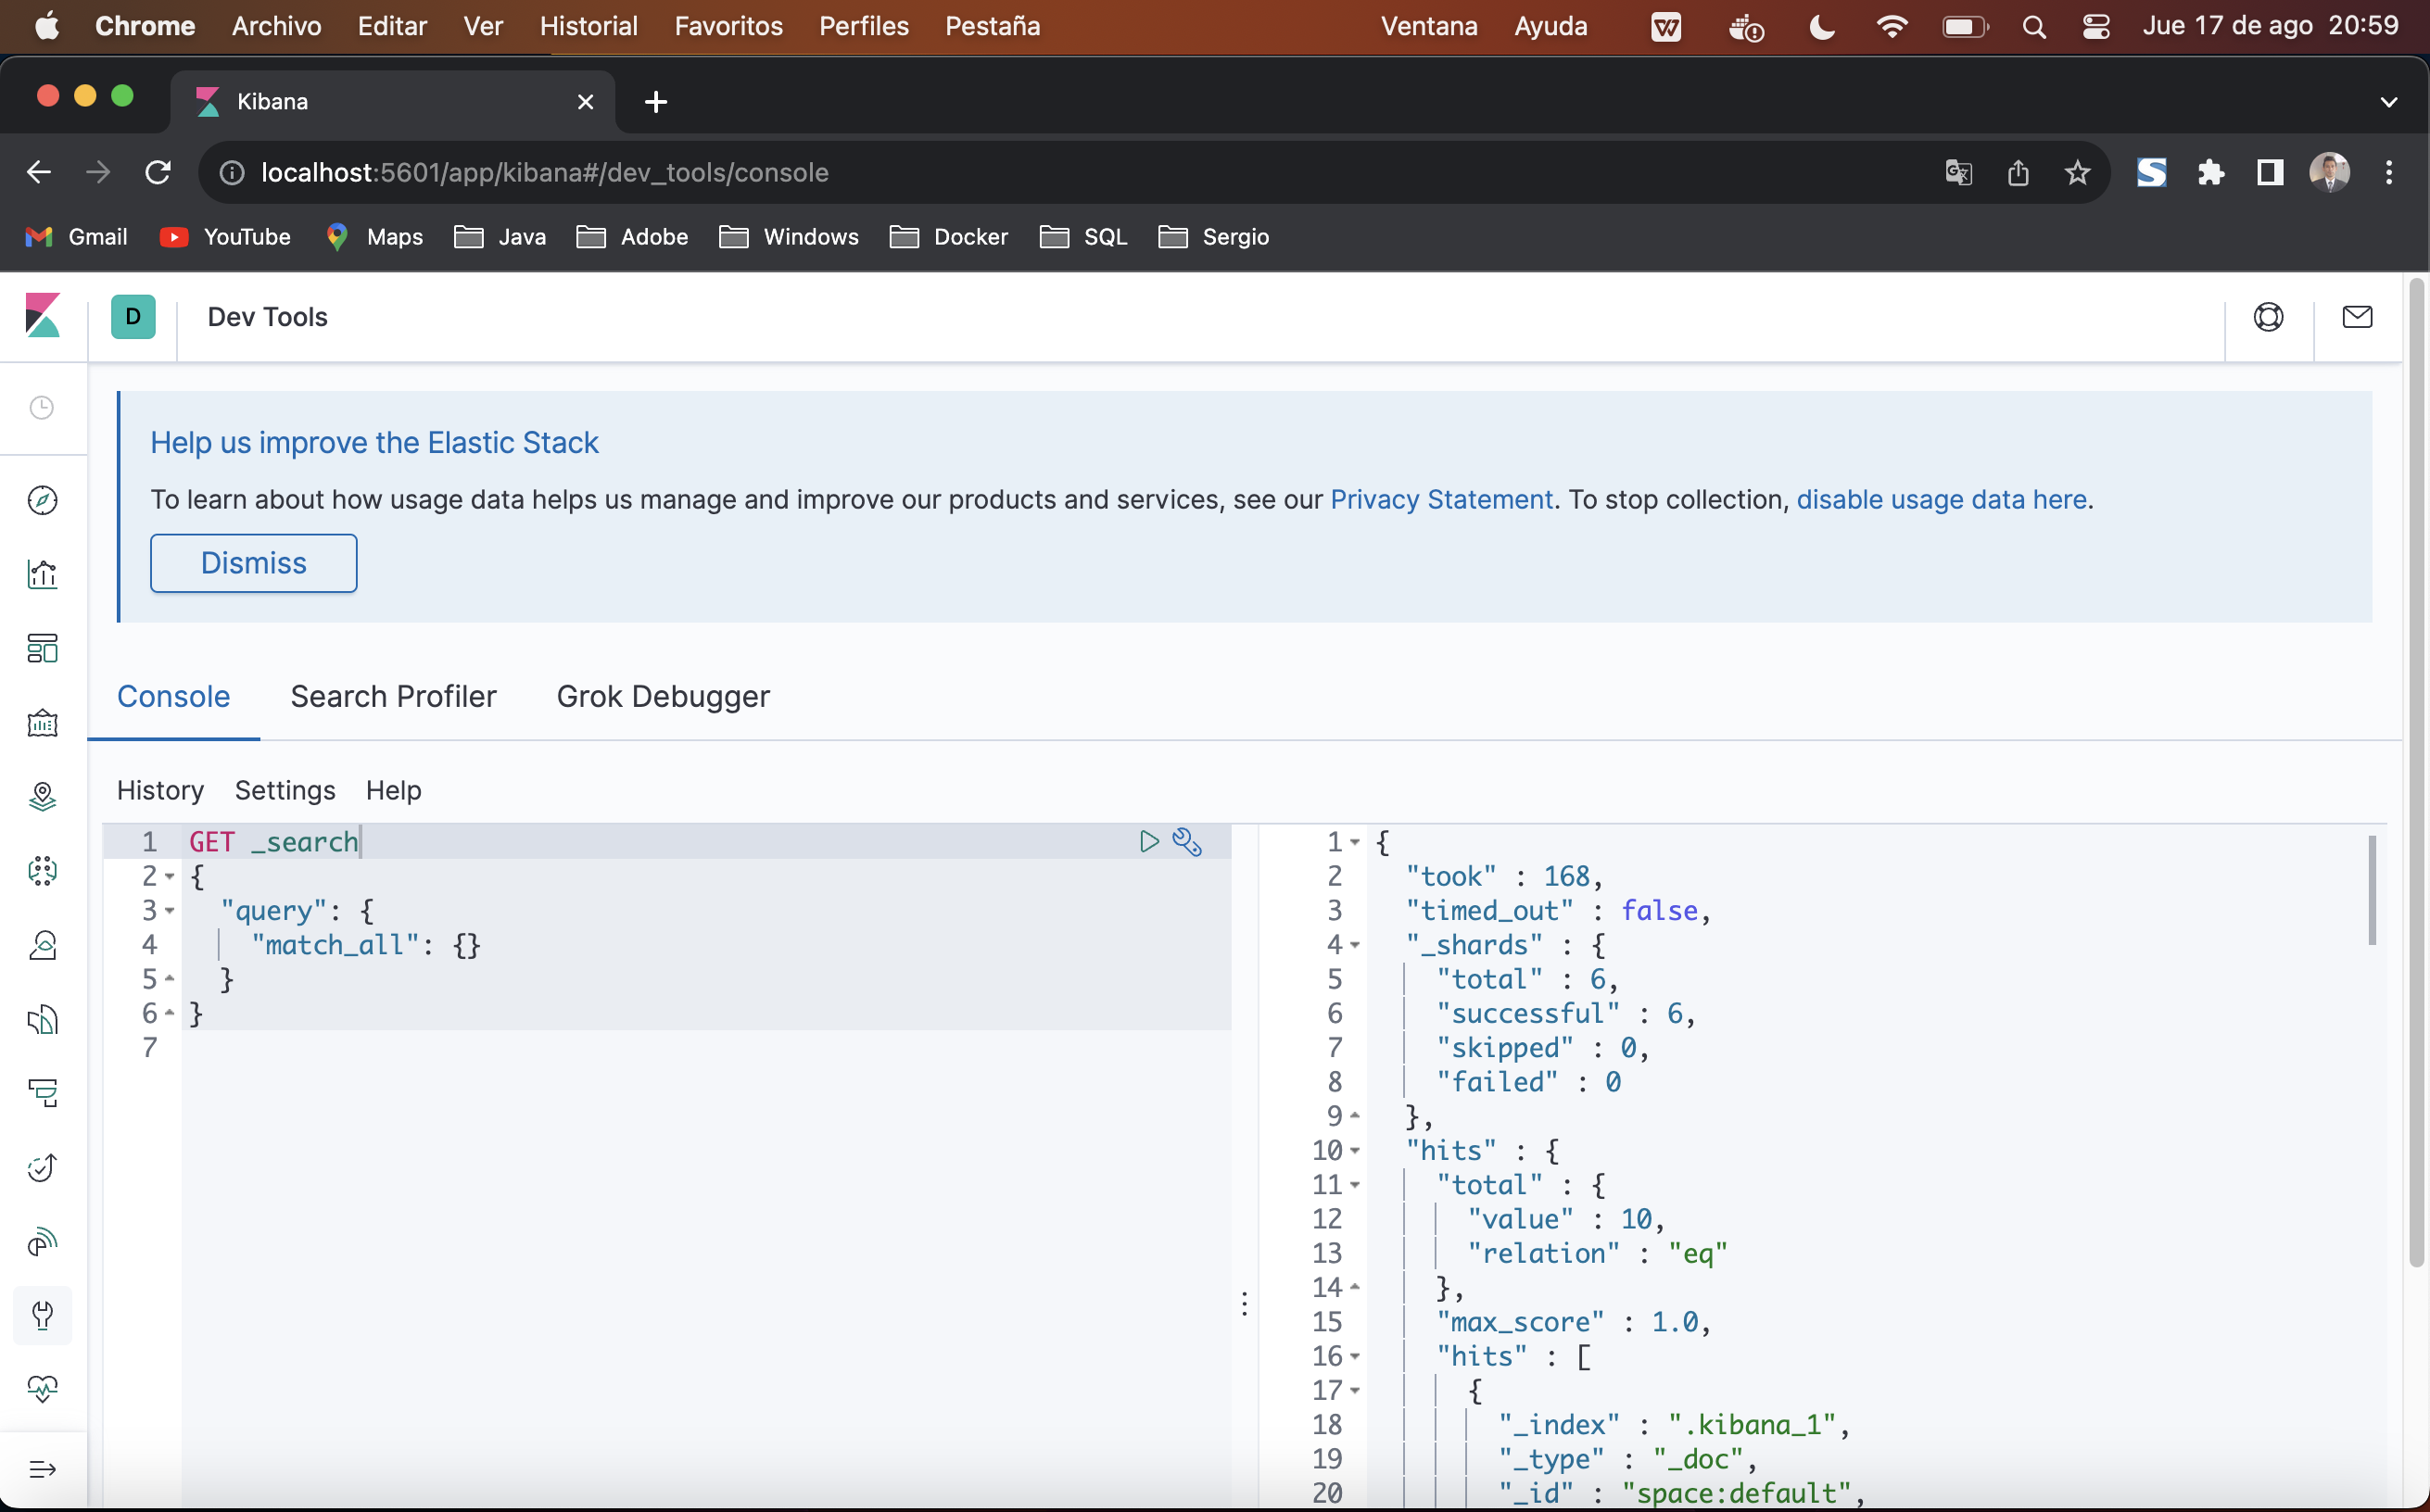 Chrome Archivo Editar Ver Historial Favoritos Perfiles Pestaña Ventana Ayuda Jue 17 de ago 20:59
Kibana
localhost:5601/app/kibana#/dev_tools/console
Gmail YouTube Maps Java Adobe Windows Docker SQL Sergio
D Dev Tools
Help us improve the Elastic Stack
To learn about how usage data helps us manage and improve our products and services, see our Privacy Statement. To stop collection, disable usage data here.
Dismiss
Console Search Profiler Grok Debugger
History Settings Help
1 GET _search
2 {
3 "query": {
4 "match_all": {}
5 }
6 }
7
1 {
2 "took" : 168,
3 "timed_out" : false,
4 "_shards" : {
5 "total" : 6,
6 "successful" : 6,
7 "skipped" : 0,
8 "failed" : 0
9 },
10 "hits" : {
11 "total" : {
12 "value" : 10,
13 "relation" : "eq"
14 },
15 "max_score" : 1.0,
16 "hits" : [
17 {
18 "_index" : ".kibana_1",
19 "_type" : "_doc",
20 "_id" : "space:default",